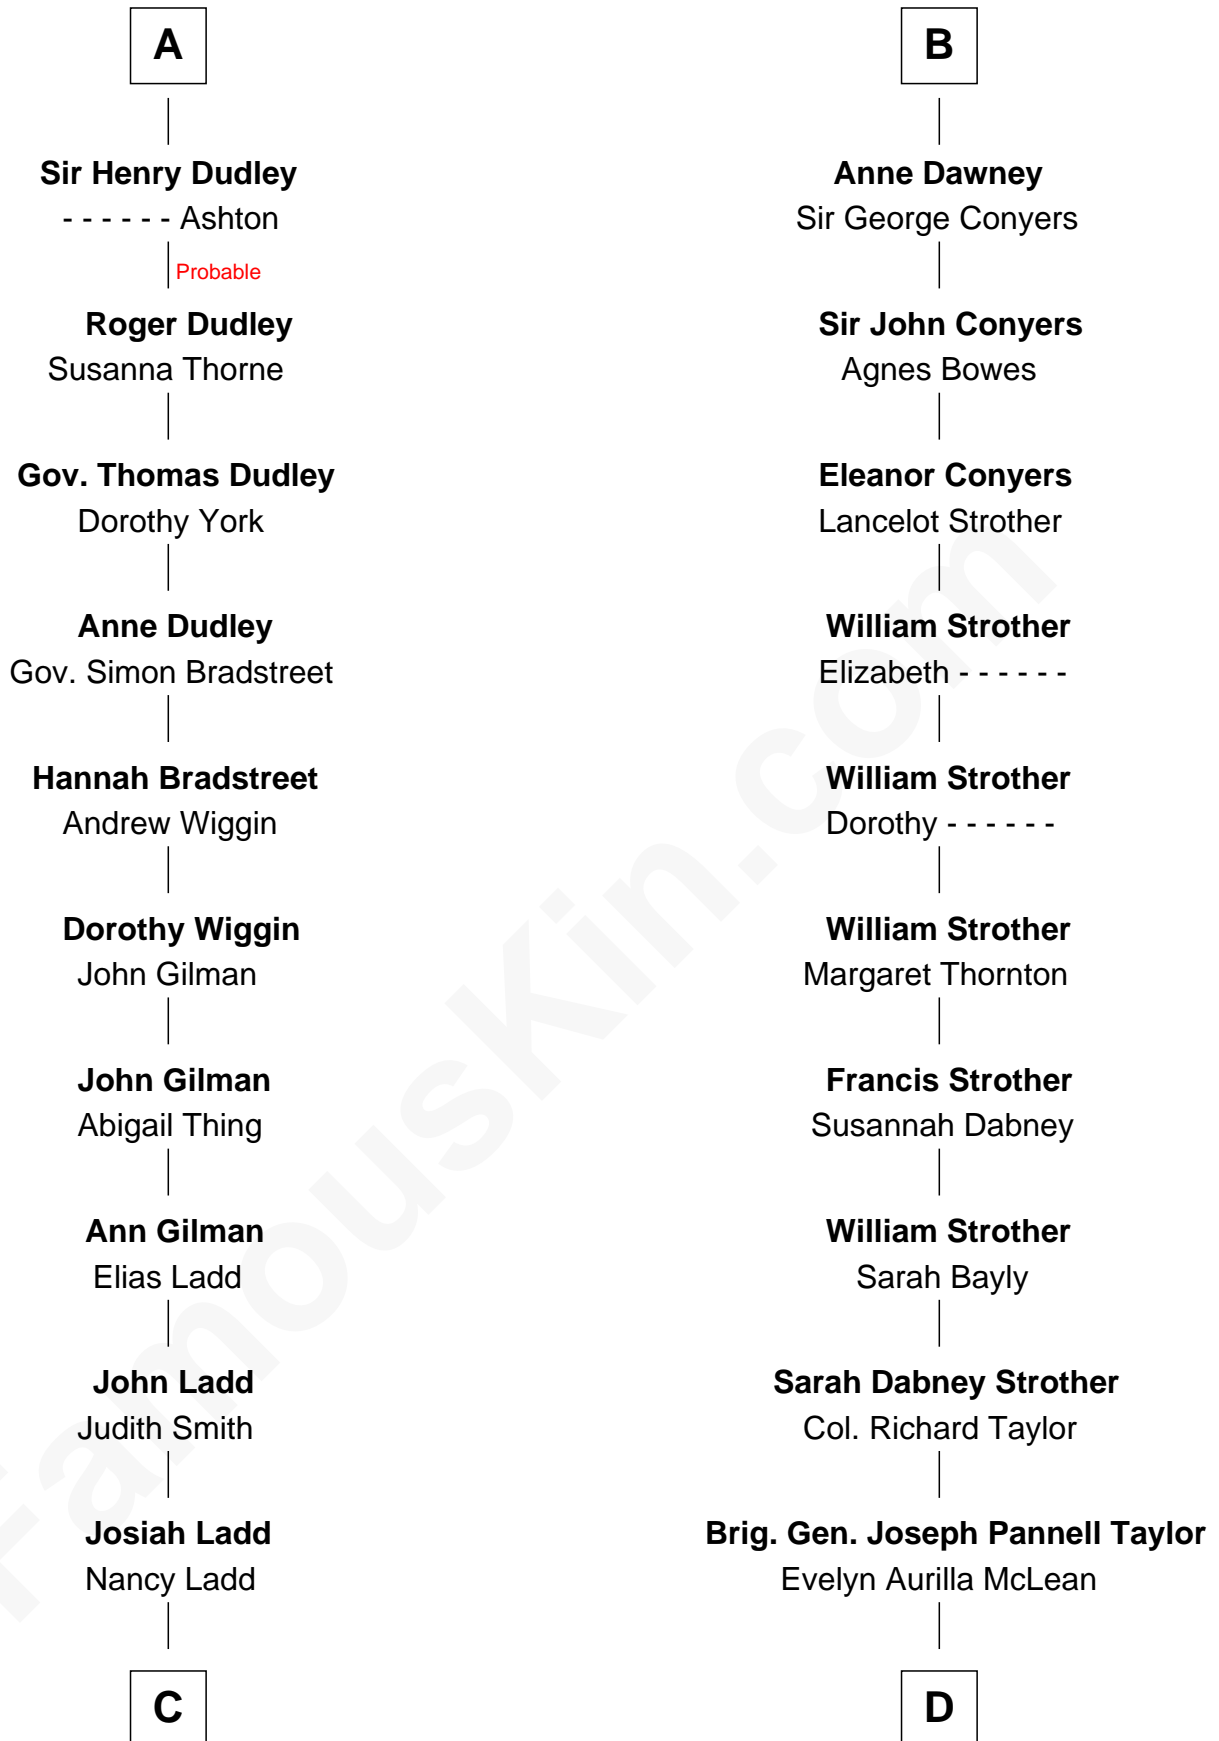 A
Sir Henry Dudley
- - - - - - Ashton
Probable
Roger Dudley
Susanna Thorne
Gov. Thomas Dudley
Dorothy York
Anne Dudley
Gov. Simon Bradstreet
Hannah Bradstreet
Andrew Wiggin
Dorothy Wiggin
John Gilman
John Gilman
Abigail Thing
Ann Gilman
Elias Ladd
John Ladd
Judith Smith
Josiah Ladd
Nancy Ladd
C
B
Anne Dawney
Sir George Conyers
Sir John Conyers
Agnes Bowes
Eleanor Conyers
Lancelot Strother
William Strother
Elizabeth - - - - - -
William Strother
Dorothy - - - - - -
William Strother
Margaret Thornton
Francis Strother
Susannah Dabney
William Strother
Sarah Bayly
Sarah Dabney Strother
Col. Richard Taylor
Brig. Gen. Joseph Pannell Taylor
Evelyn Aurilla McLean
D
FamousKin.com